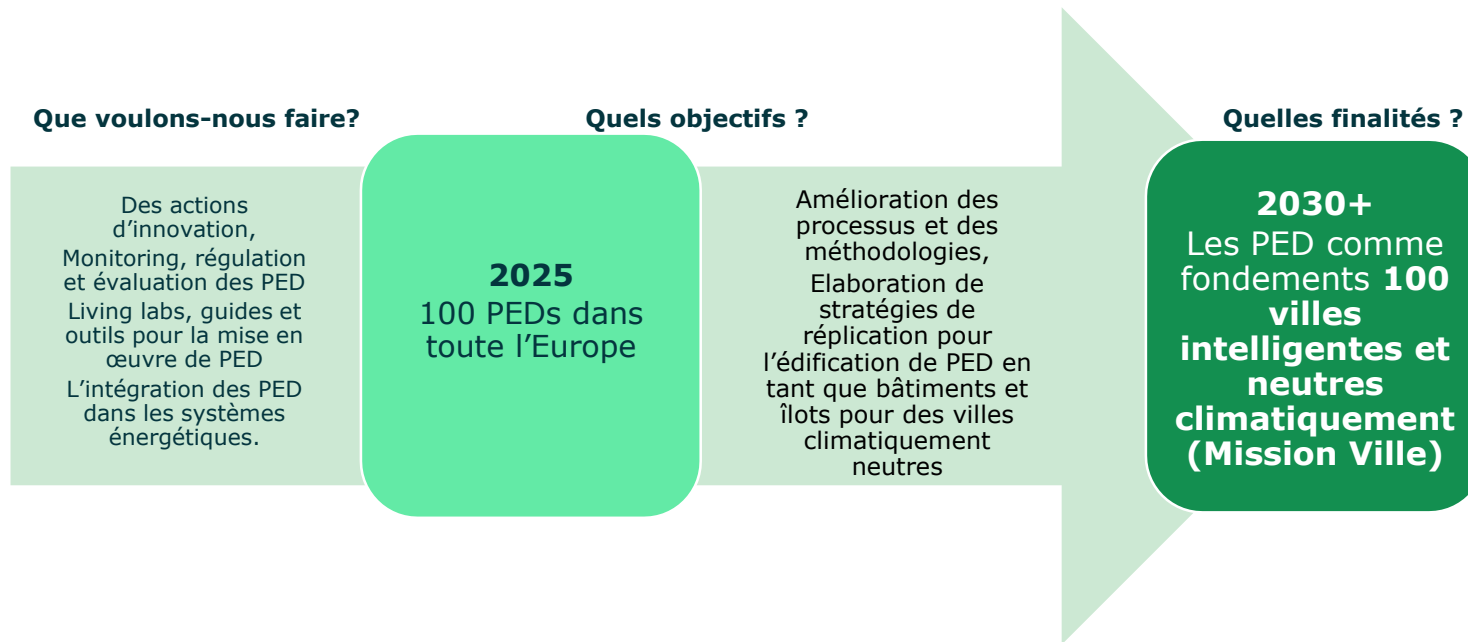 Que voulons-nous faire?
Des actions
d’innovation,
Monitoring, régulation
et évaluation des PED
Living labs, guides et
outils pour la mise en
œuvre de PED
L’intégration des PED
dans les systèmes
énergétiques.
2025
100 PEDs dans
toute l’Europe
Quels objectifs ?
Amélioration des
processus et des
méthodologies,
Elaboration de
stratégies de
réplication pour
l’édification de PED en
tant que bâtiments et
îlots pour des villes
climatiquement
neutres
Quelles finalités ?
2030+
Les PED comme
fondements 100
villes
intelligentes et
neutres
climatiquement
(Mission Ville)